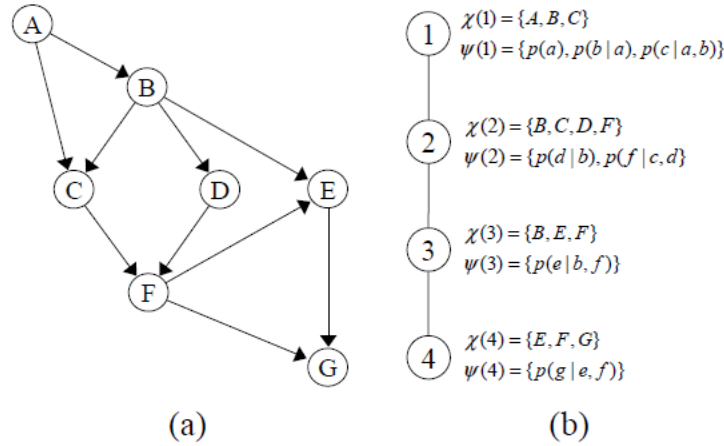 A
B
C
D
E
F
G
(a)
1
χ(1) = {A, B, C}
ψ(1) = {p(a), p(b | a), p(c | a, b)}
2
χ(2) = {B, C, D, F}
ψ(2) = {p(d | b), p(f | c, d}
3
χ(3) = {B, E, F}
ψ(3) = {p(e | b, f)}
4
χ(4) = {E, F, G}
ψ(4) = {p(g | e, f)}
(b)